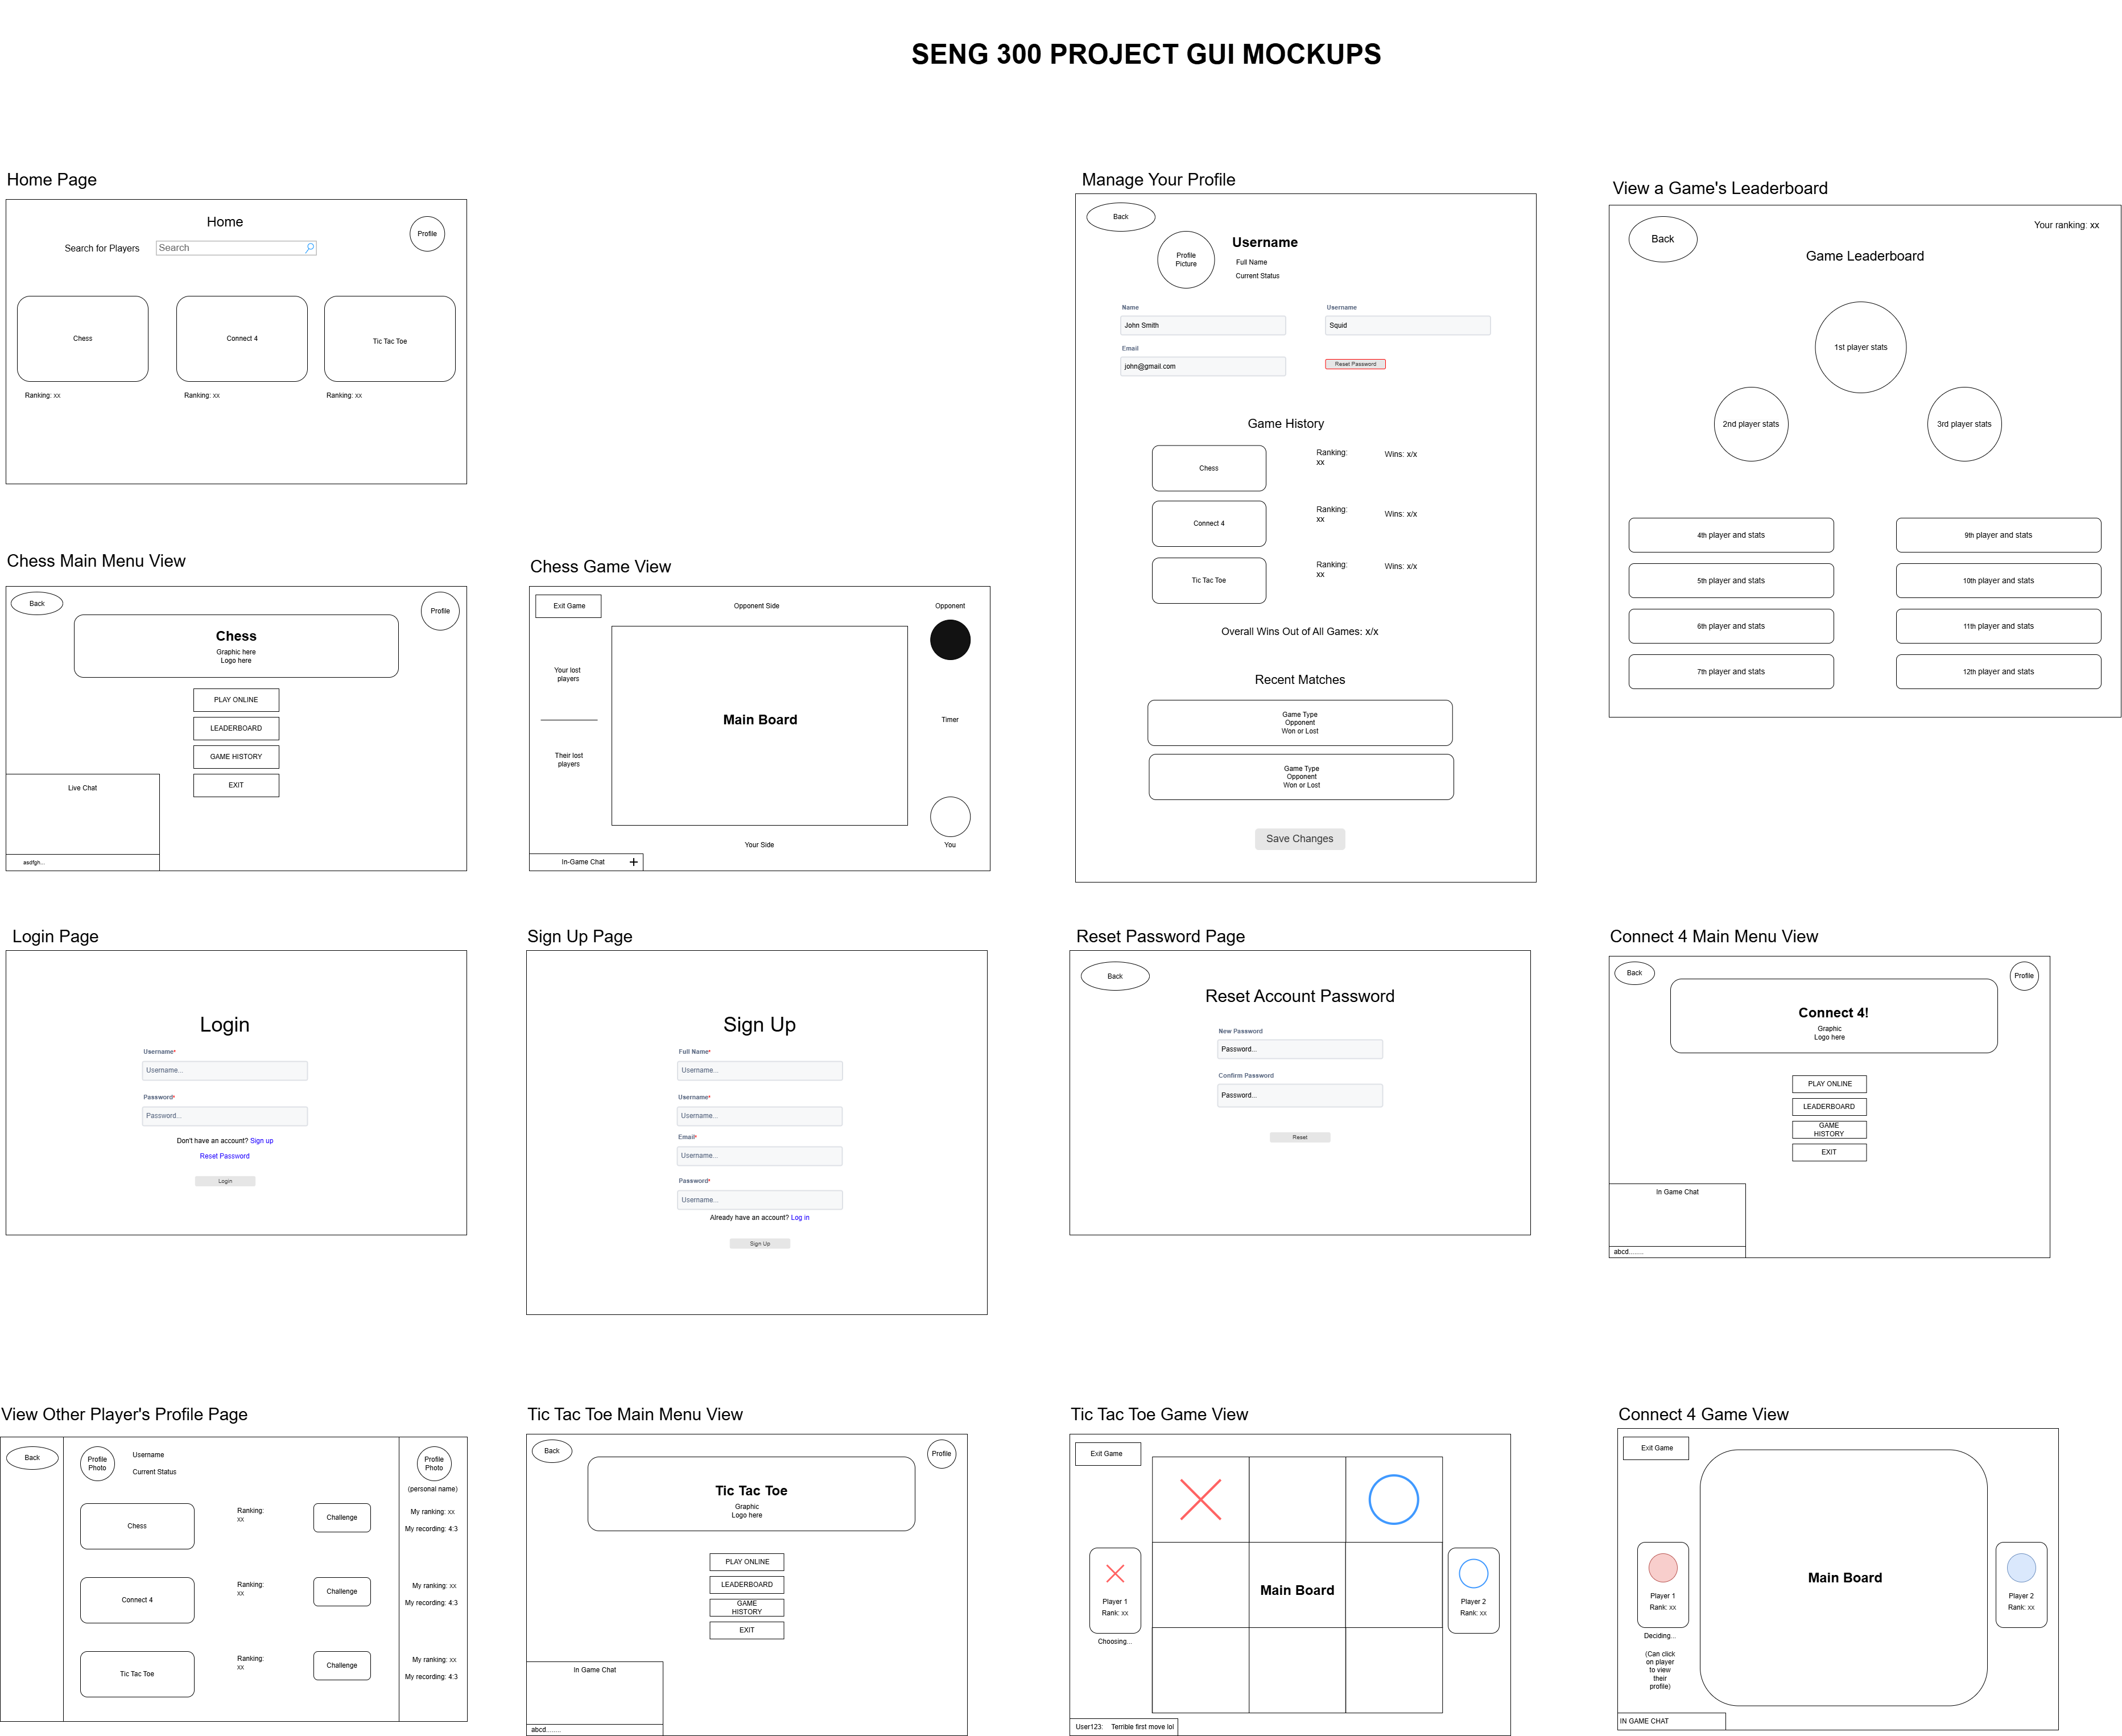 SENG 300 PROJECT GUI MOCKUPS
Home Page
Home
Profile
Search for Players
Search
Chess
Connect 4
Tic Tac Toe
Ranking: xx
Ranking: xx
Ranking: xx
Manage Your Profile
Back
Profile
Picture
Username
Full Name
Current Status
Name
Username
John Smith
Squid
Email
john@gmail.com
Reset Password
Game History
Chess
Ranking:
xx
Wins: x/x
Connect 4
Ranking:
xx
Wins: x/x
Tic Tac Toe
Ranking:
xx
Wins: x/x
Overall Wins Out of All Games: x/x
Recent Matches
Game Type
Opponent
Won or Lost
Game Type
Opponent
Won or Lost
Save Changes
View a Game's Leaderboard
Back
Your ranking: xx
Game Leaderboard
1st player stats
2nd player stats
3rd player stats
4th player and stats
9th player and stats
5th player and stats
10th player and stats
6th player and stats
11th player and stats
7th player and stats
12th player and stats
Chess Main Menu View
Back
Profile
Chess
Graphic here
Logo here
PLAY ONLINE
LEADERBOARD
GAME HISTORY
EXIT
Live Chat
asdfgh...
Chess Game View
Exit Game
Opponent Side
Opponent
Your lost
players
Main Board
Timer
Their lost
players
Your Side
You
In-Game Chat
Login Page
Login
Username*
Username...
Password*
Password...
Don't have an account? Sign up
Reset Password
Login
Sign Up Page
Sign Up
Full Name*
Username...
Username*
Username...
Email*
Username...
Password*
Username...
Already have an account? Log in
Sign Up
Reset Password Page
Back
Reset Account Password
New Password
Password...
Confirm Password
Password...
Reset
Connect 4 Main Menu View
Back
Profile
Connect 4!
Graphic
Logo here
PLAY ONLINE
LEADERBOARD
GAME
HISTORY
EXIT
In Game Chat
abcd........
View Other Player's Profile Page
Back
Profile
Photo
Username
Current Status
Profile
Photo
(personal name)
Chess
Ranking:
xx
Challenge
My ranking: xx
My recording: 4:3
Connect 4
Ranking:
xx
Challenge
My ranking: xx
My recording: 4:3
Tic Tac Toe
Ranking:
xx
Challenge
My ranking: xx
My recording: 4:3
Tic Tac Toe Main Menu View
Back
Profile
Tic Tac Toe
Graphic
Logo here
PLAY ONLINE
LEADERBOARD
GAME
HISTORY
EXIT
In Game Chat
abcd........
Tic Tac Toe Game View
Exit Game
Main Board
Player 1
Rank: xx
Choosing...
Player 2
Rank: xx
User123: Terrible first move lol
Connect 4 Game View
Exit Game
Main Board
Player 1
Rank: xx
Deciding...
(Can click
on player
to view
their
profile)
Player 2
Rank: xx
IN GAME CHAT